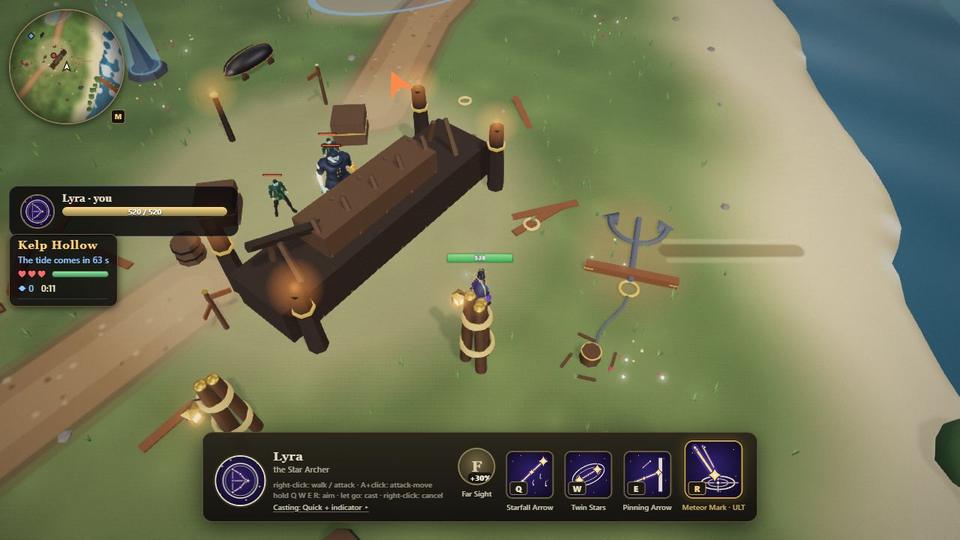 M
Lyra · you
520 / 520
Kelp Hollow
The tide comes in 63 s
0 0:11
520
Lyra
the Star Archer
right-click: walk / attack · A+click: attack-move
hold Q W E R: aim · let go: cast · right-click: cancel
Casting: Quick + indicator
F
+30%
Far Sight
Q
Starfall Arrow
W
Twin Stars
E
Pinning Arrow
R
Meteor Mark · ULT